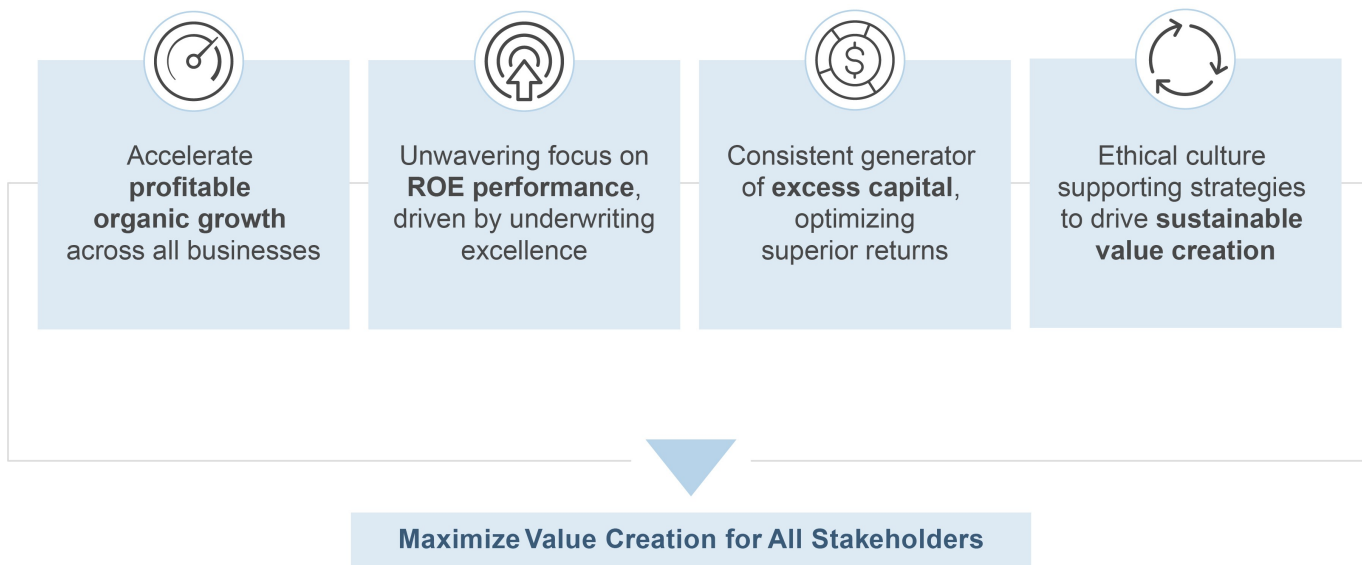 $
Accelerate
profitable
organic growth
across all businesses
Unwavering focus on
ROE performance,
driven by underwriting
excellence
Consistent generator
of excess capital,
optimizing
superior returns
Ethical culture
supporting strategies
to drive sustainable
value creation
Maximize Value Creation for All Stakeholders